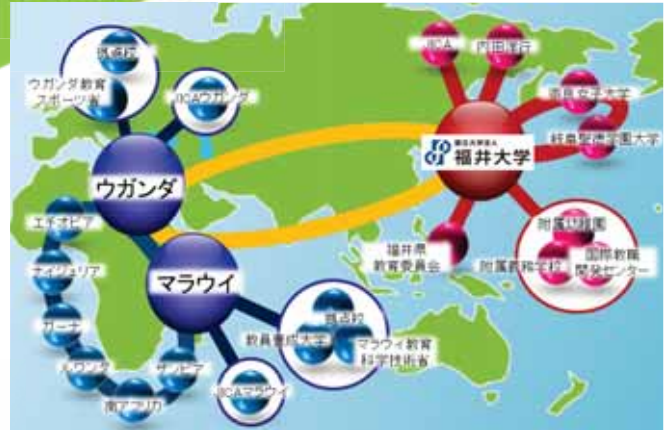 拠点校
ウガンダ教育
スポーツ省
JICAウガンダ
ウガンダ
エチオピア
ナイジェリア
ガーナ
ルワンダ
南アフリカ
ザンビア
マラウイ
JICAマラウイ
拠点校
教員養成大学
マラウイ教育
科学技術省
JICA
内田洋行
奈良女子大学
岐阜聖徳学園大学
国立大学法人
福井大学
福井県
教育委員会
附属幼稚園
附属義務学校
国際教職
開発センター